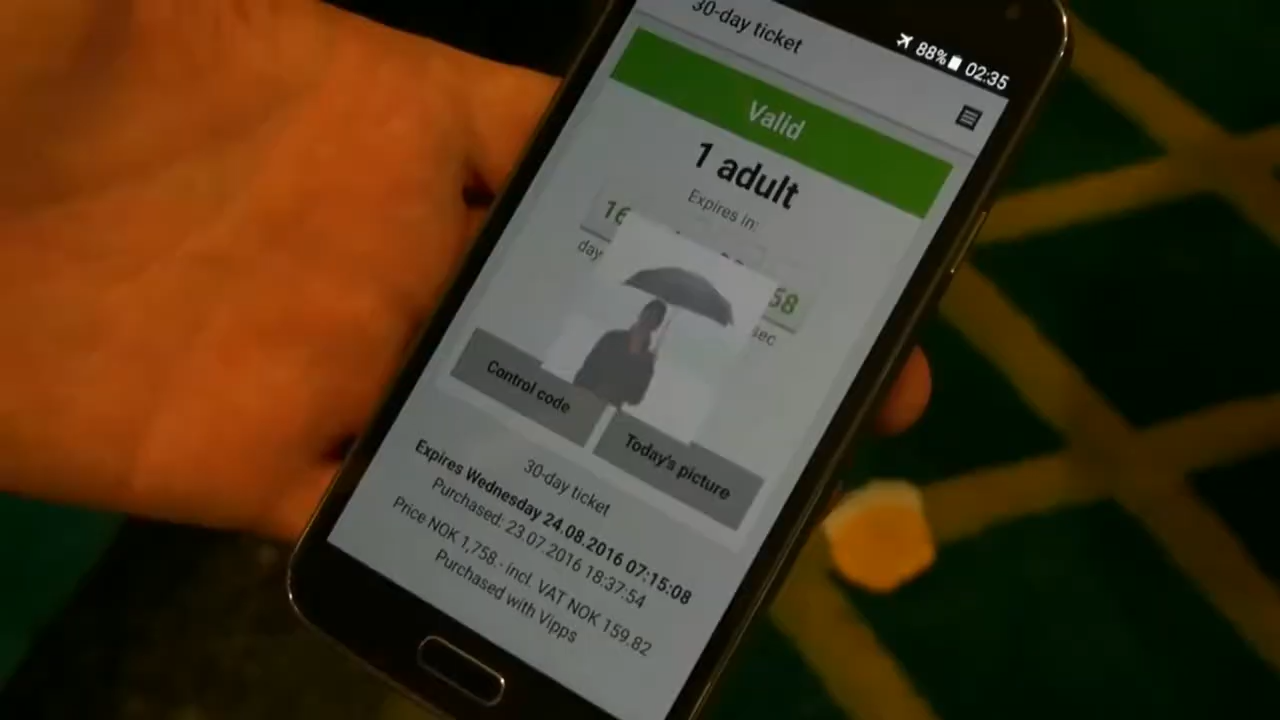 88% 02:35
30-day ticket
Valid
1 adult
Expires in:
16
58
day
sec
Control code
Today's picture
30-day ticket
Expires Wednesday 24.08.2016 07:15:08
Purchased: 23.07.2016 18:37:54
Price NOK 1,758.- incl. VAT NOK 159.82
Purchased with Vipps